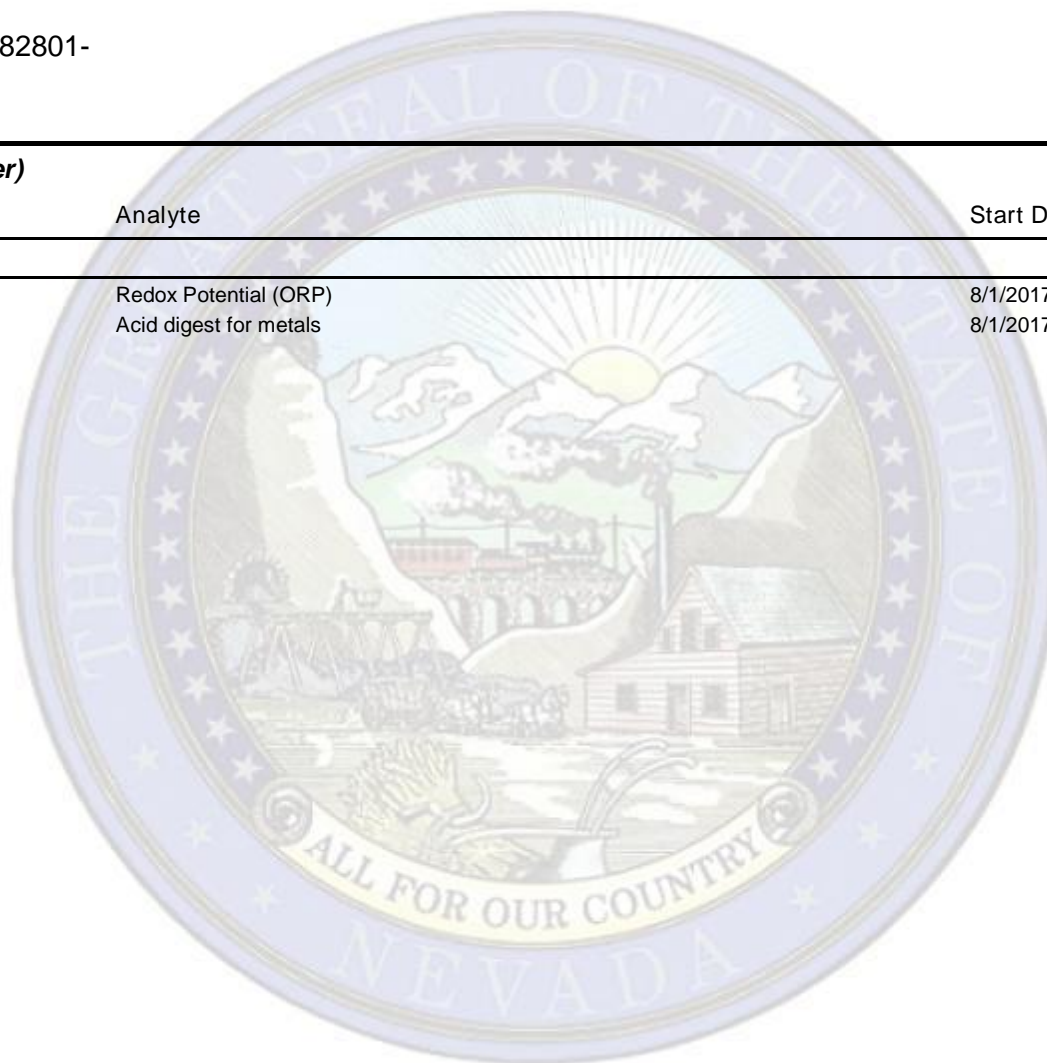 82801-
er)
Analyte Start D
Redox Potential (ORP) 8/1/2017
Acid digest for metals 8/1/2017
THE GREAT SEAL OF THE STATE OF
NEVADA
ALL FOR OUR COUNTRY